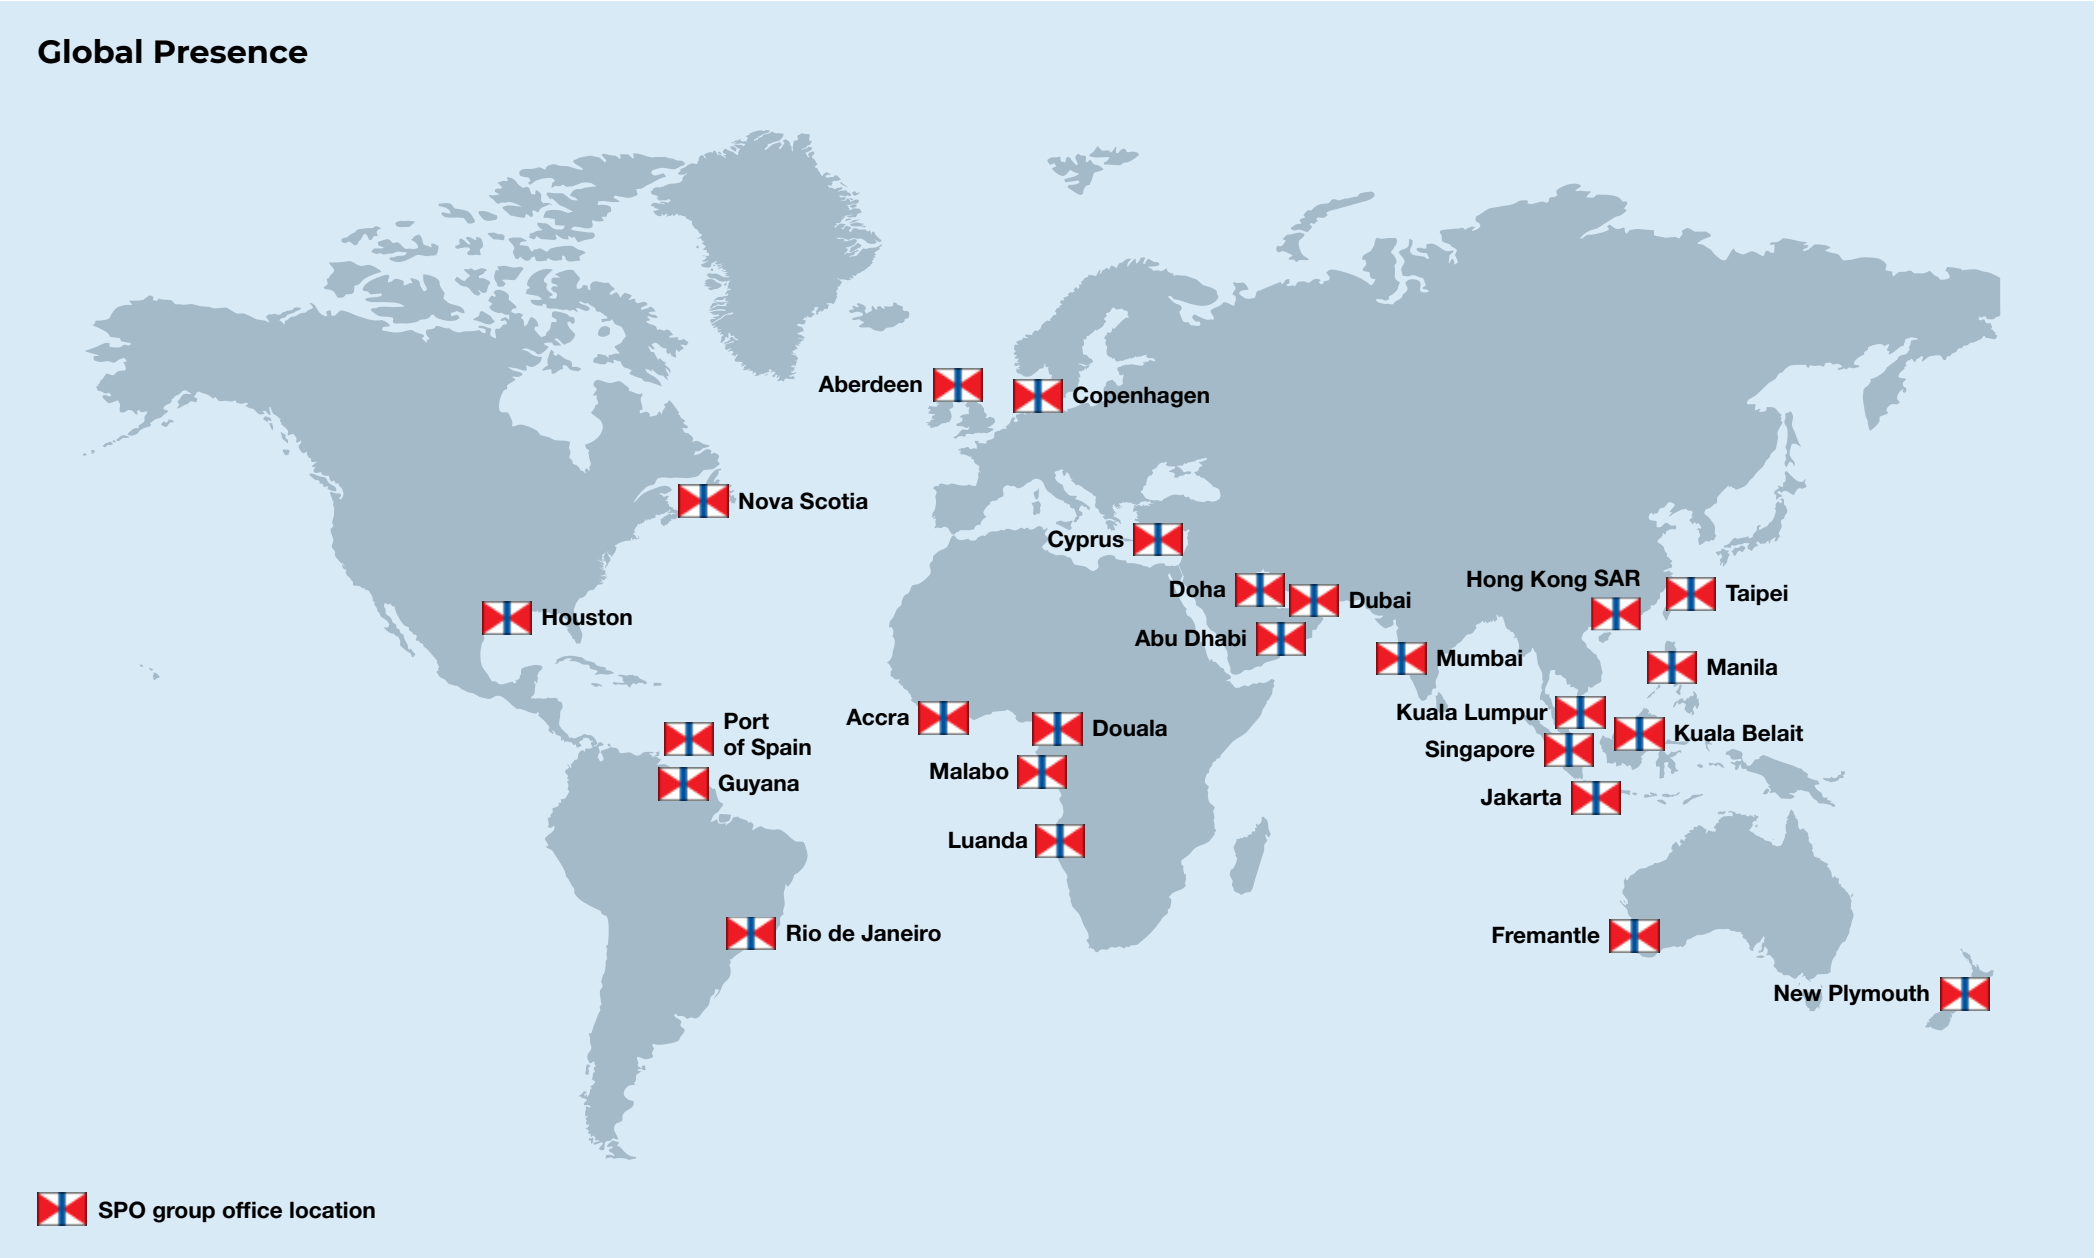 Global Presence
Aberdeen
Copenhagen
Nova Scotia
Cyprus
Hong Kong SAR
Doha
Dubai
Taipei
Houston
Abu Dhabi
Mumbai
Manila
Kuala Lumpur
Accra
Port
of Spain
Douala
Kuala Belait
Singapore
Malabo
Guyana
Jakarta
Luanda
Rio de Janeiro
Fremantle
New Plymouth
SPO group office location